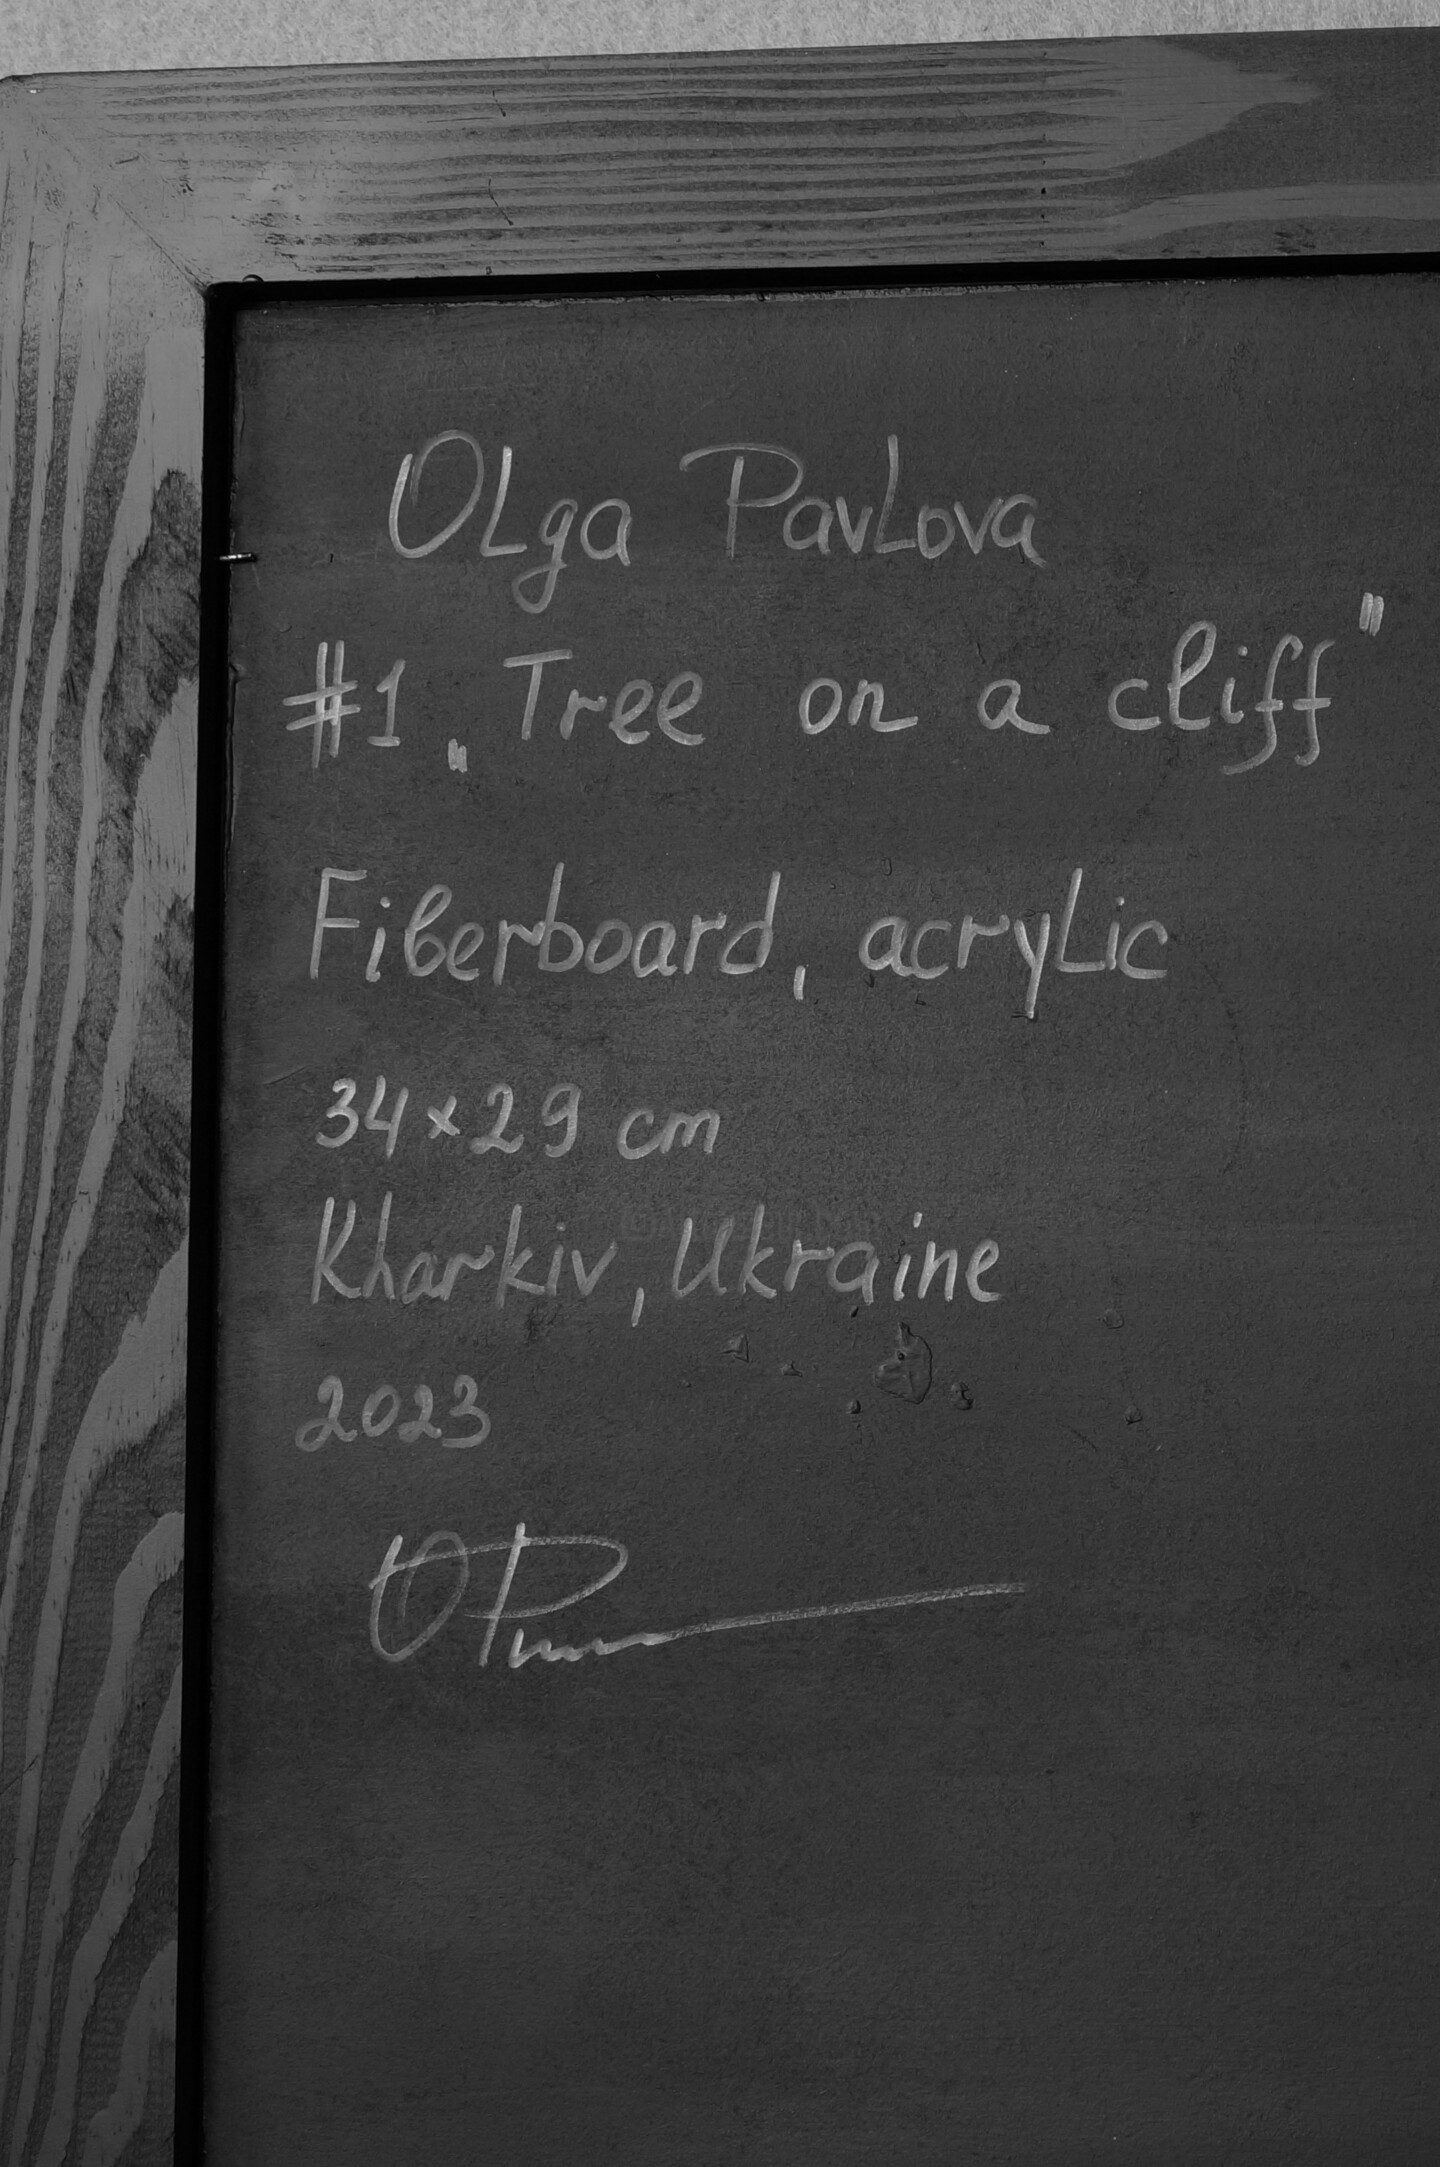 Olga Pavlova
#1 „Tree on a cliff"
Fiberboard, acrylic
34×29 cm
Kharkiv, Ukraine
2023